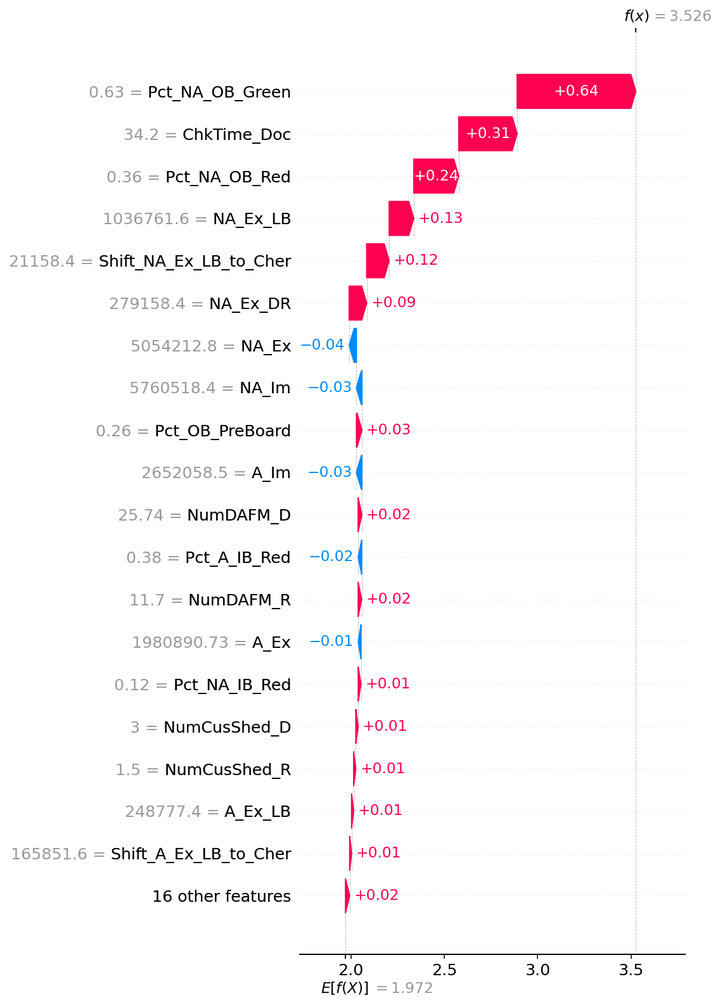 f(x) = 3.526
0.63 = Pct_NA_OB_Green +0.64
34.2 = ChkTime_Doc +0.31
0.36 = Pct_NA_OB_Red +0.24
1036761.6 = NA_Ex_LB +0.13
21158.4 = Shift_NA_Ex_LB_to_Cher +0.12
279158.4 = NA_Ex_DR +0.09
5054212.8 = NA_Ex −0.04
5760518.4 = NA_Im −0.03
0.26 = Pct_OB_PreBoard +0.03
2652058.5 = A_Im −0.03
25.74 = NumDAFM_D +0.02
0.38 = Pct_A_IB_Red −0.02
11.7 = NumDAFM_R +0.02
1980890.73 = A_Ex −0.01
0.12 = Pct_NA_IB_Red +0.01
3 = NumCusShed_D +0.01
1.5 = NumCusShed_R +0.01
248777.4 = A_Ex_LB +0.01
165851.6 = Shift_A_Ex_LB_to_Cher +0.01
16 other features +0.02
2.0 2.5 3.0 3.5
E[f(X)] = 1.972